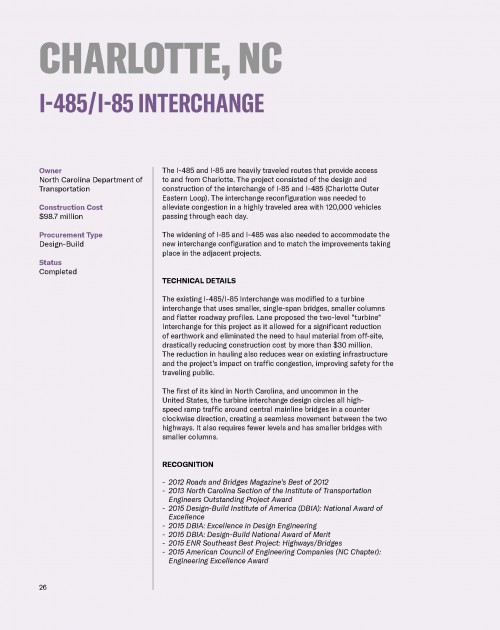 CHARLOTTE, NC
I-485/I-85 INTERCHANGE
Owner
North Carolina Department of
Transportation
Construction Cost
$98.7 million
Procurement Type
Design-Build
Status
Completed
The I-485 and I-85 are heavily traveled routes that provide access
to and from Charlotte. The project consisted of the design and
construction of the interchange of I-85 and I-485 (Charlotte Outer
Eastern Loop). The interchange reconfiguration was needed to
alleviate congestion in a highly traveled area with 120,000 vehicles
passing through each day.
The widening of I-85 and I-485 was also needed to accommodate the
new interchange configuration and to match the improvements taking
place in the adjacent projects.
TECHNICAL DETAILS
The existing I-485/I-85 Interchange was modified to a turbine
interchange that uses smaller, single-span bridges, smaller columns
and flatter roadway profiles. Lane proposed the two-level "turbine"
Interchange for this project as it allowed for a significant reduction
of earthwork and eliminated the need to haul material from off-site,
drastically reducing construction cost by more than $30 million.
The reduction in hauling also reduces wear on existing infrastructure
and the project's impact on traffic congestion, improving safety for the
traveling public.
The first of its kind in North Carolina, and uncommon in the
United States, the turbine interchange design circles all high-
speed ramp traffic around central mainline bridges in a counter
clockwise direction, creating a seamless movement between the two
highways. It also requires fewer levels and has smaller bridges with
smaller columns.
RECOGNITION
- 2012 Roads and Bridges Magazine's Best of 2012
- 2013 North Carolina Section of the Institute of Transportation
Engineers Outstanding Project Award
- 2015 Design-Build Institute of America (DBIA): National Award of
Excellence
- 2015 DBIA: Excellence in Design Engineering
- 2015 DBIA: Design-Build National Award of Merit
- 2015 ENR Southeast Best Project: Highways/Bridges
- 2015 American Council of Engineering Companies (NC Chapter):
Engineering Excellence Award
26